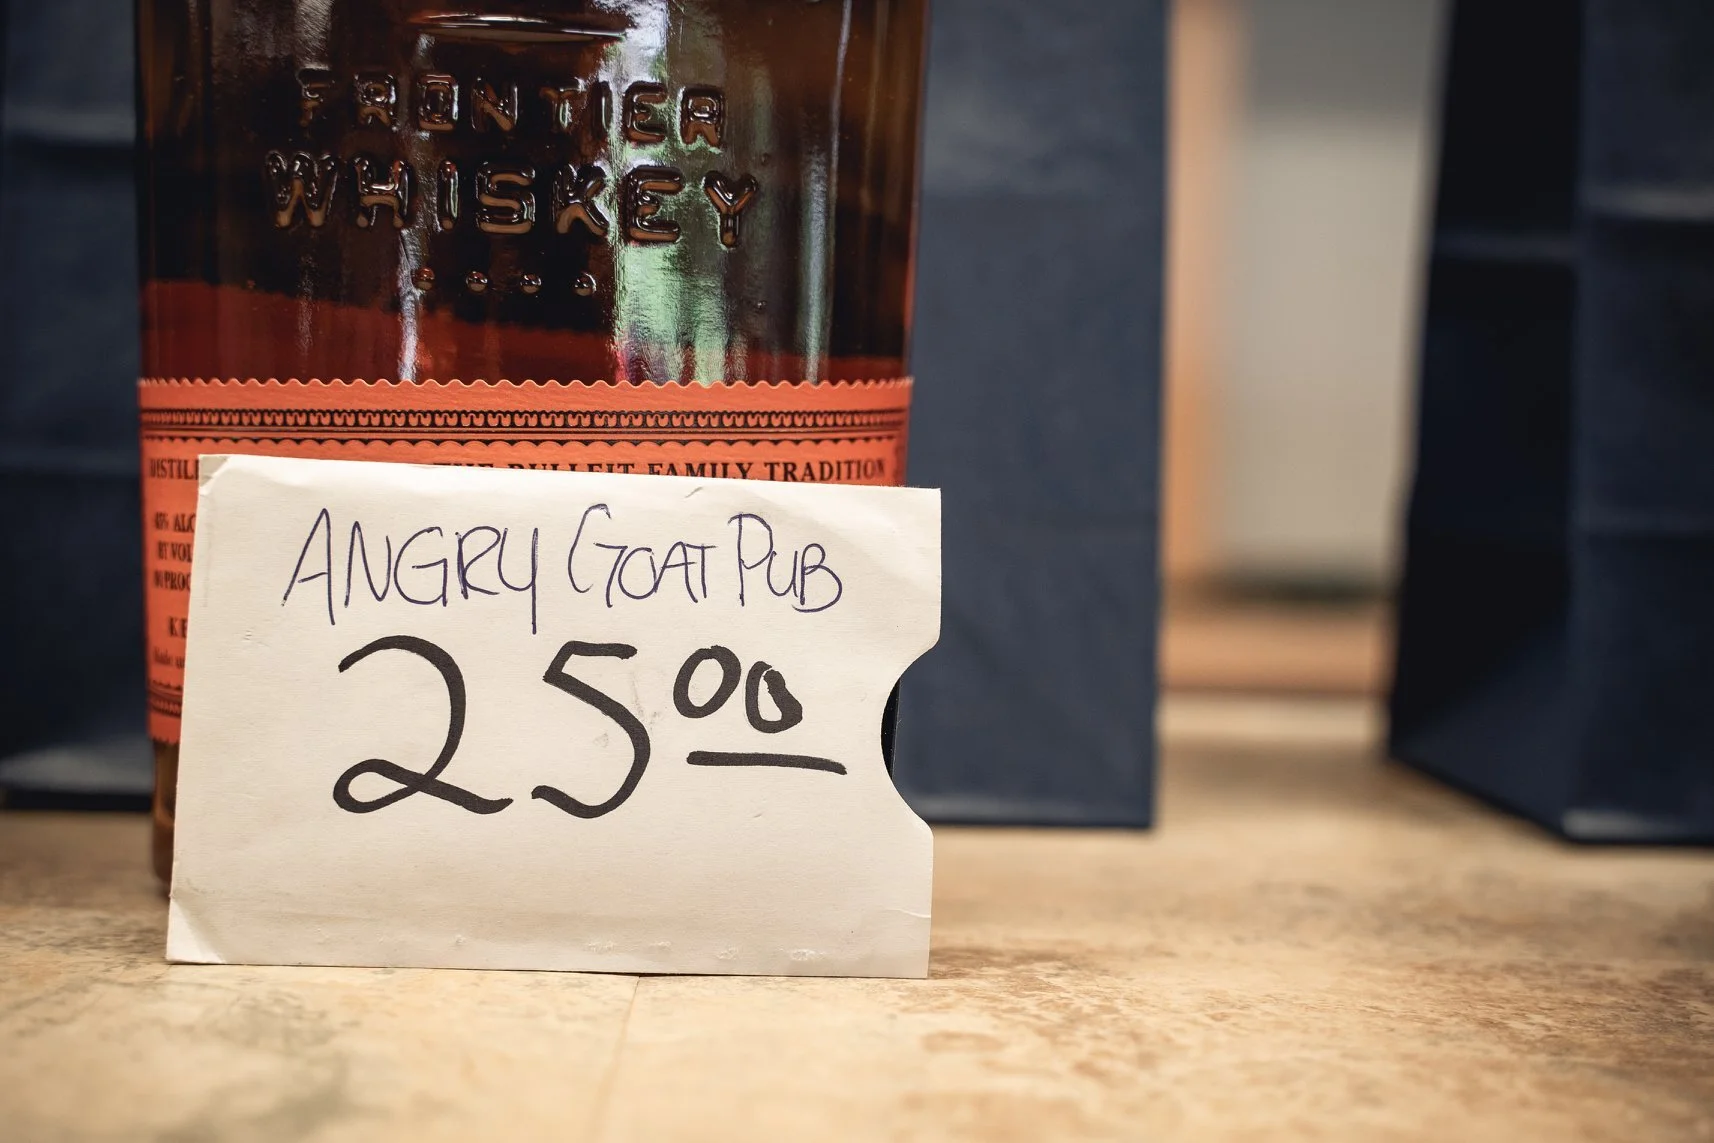 FRONTIER
WHISKEY
THE BULLEIT FAMILY TRADITION
ANGRY GOAT PUB
2500